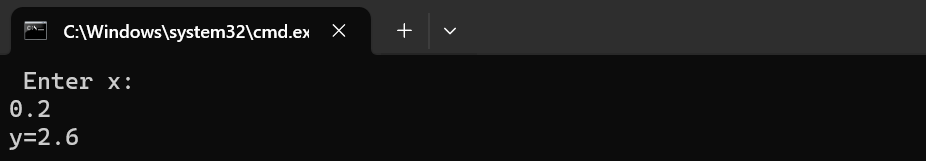 C:\Windows\system32\cmd.ex
Enter x:
0.2
y=2.6